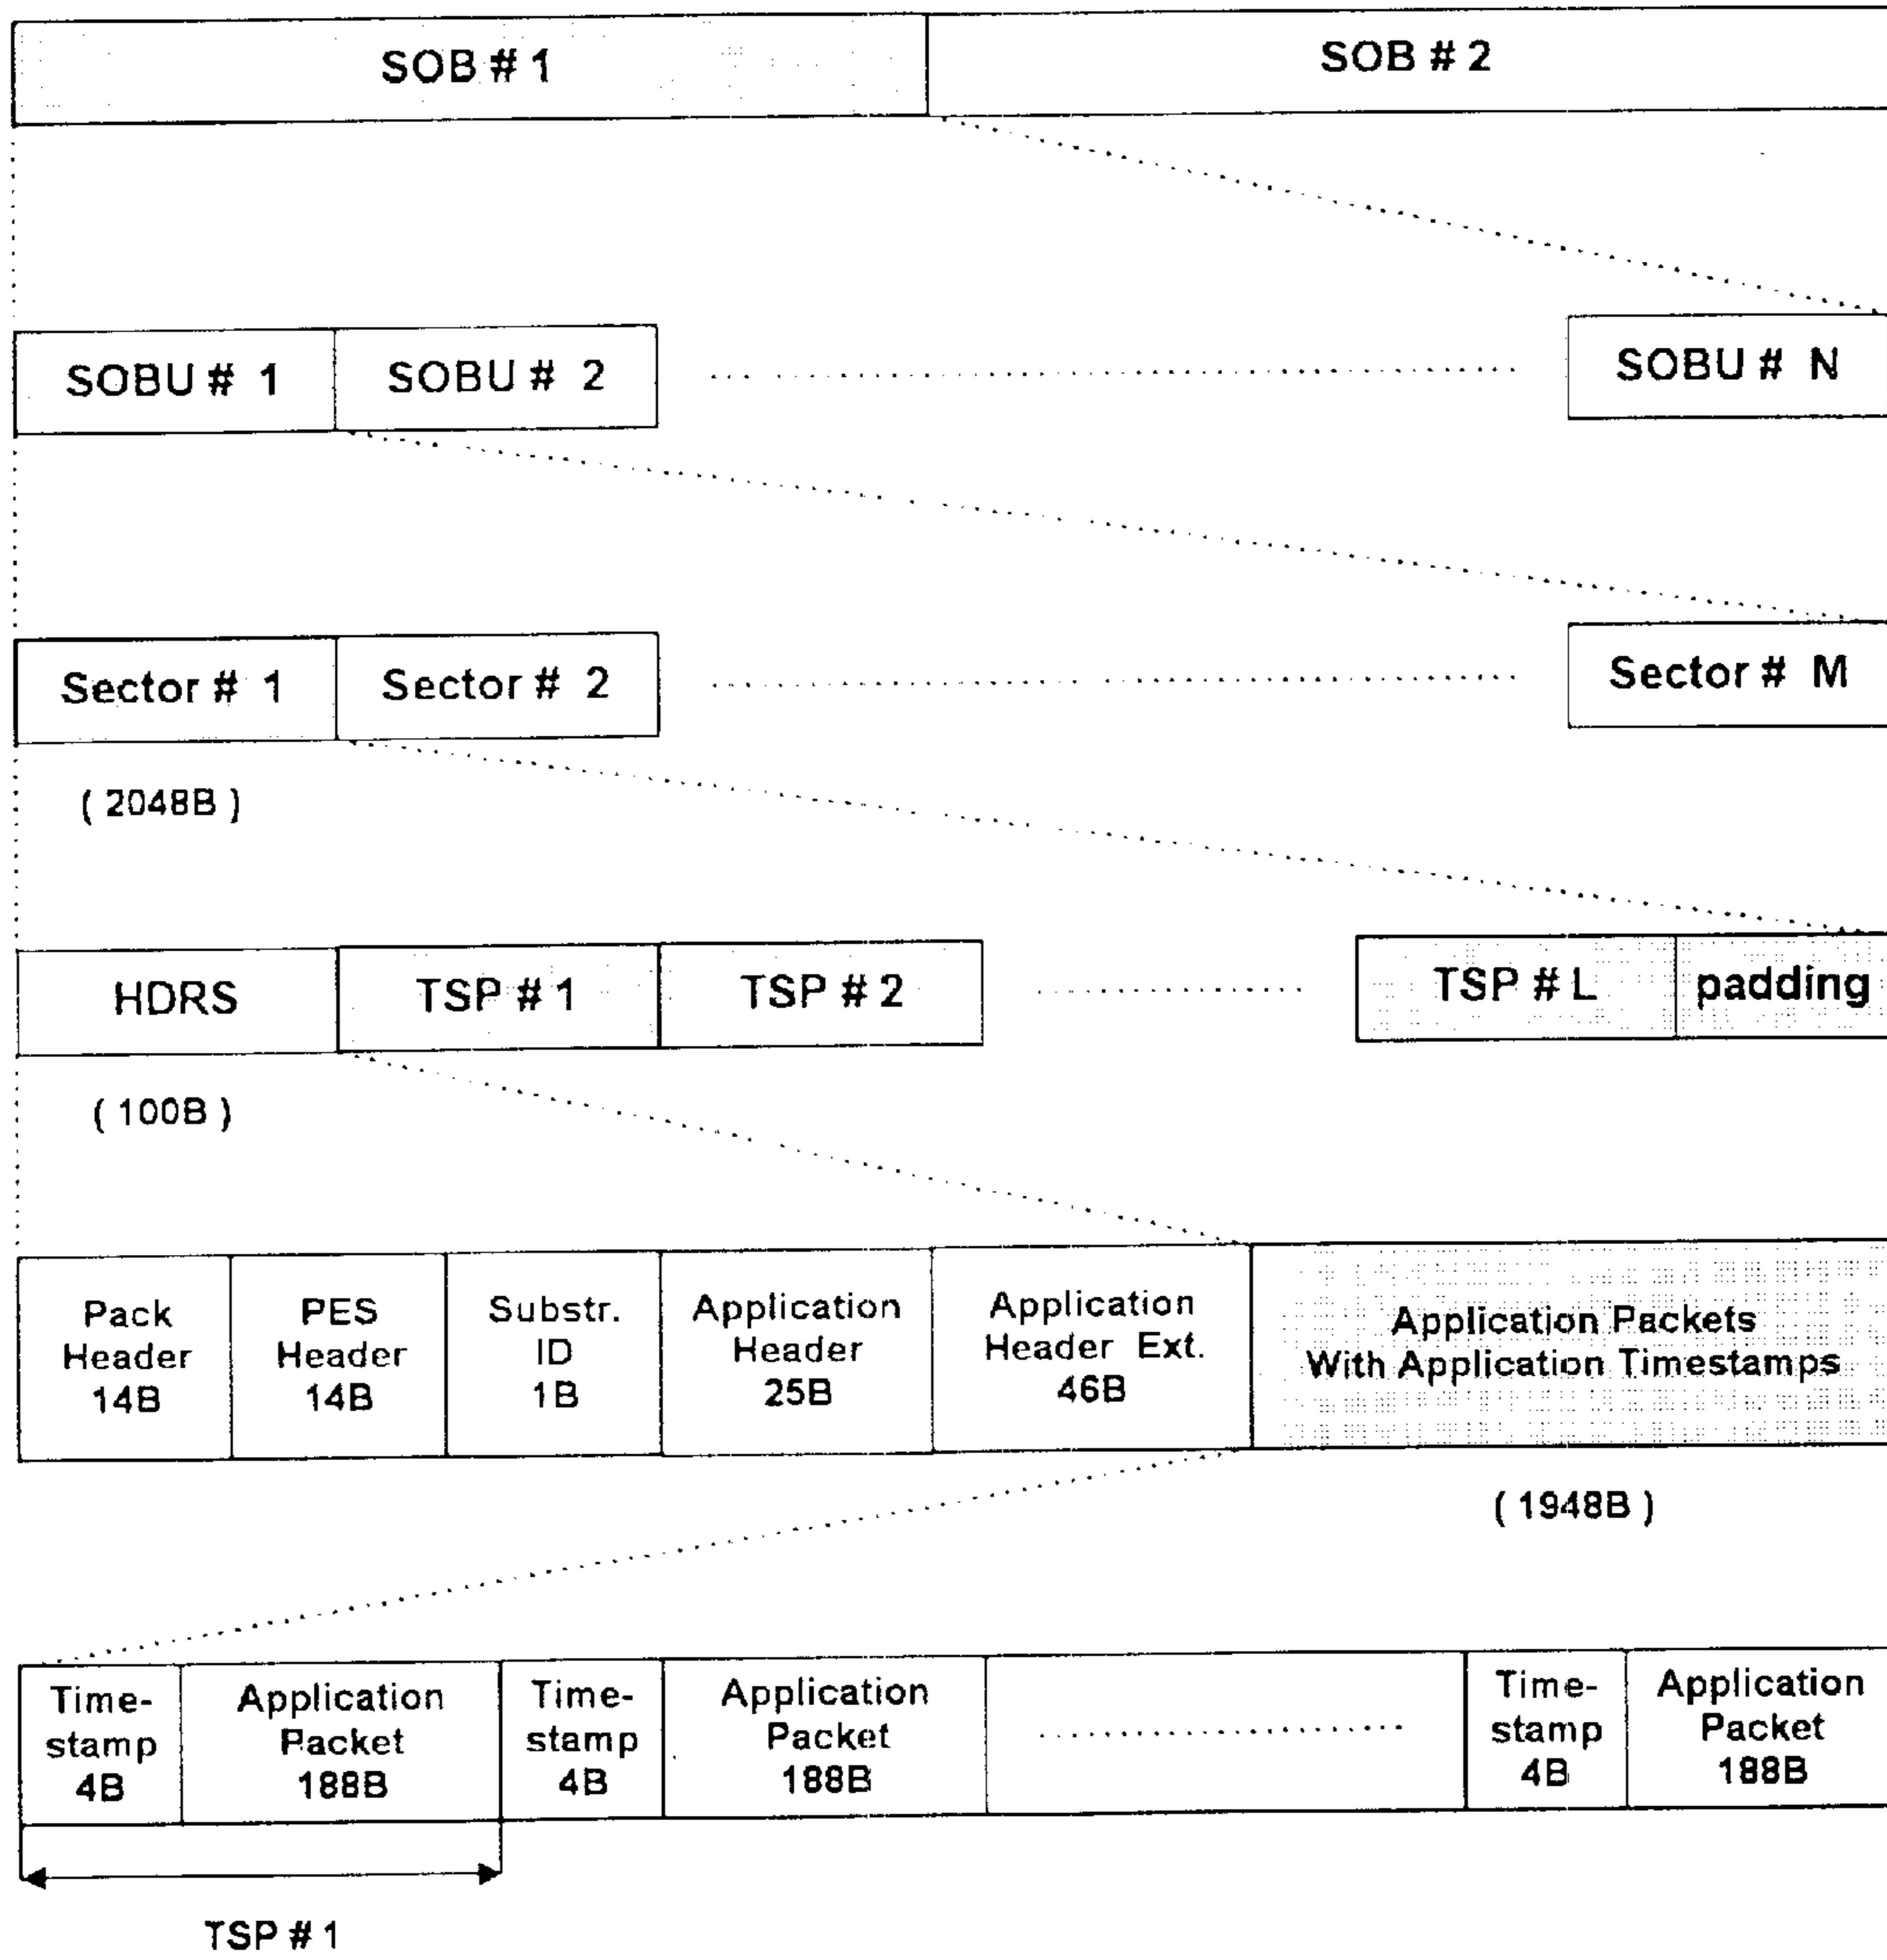 SOB # 1
SOB # 2
SOBU # 1
SOBU # 2
SOBU # N
Sector # 1
Sector # 2
Sector # M
( 2048B )
HDRS
TSP # 1
TSP # 2
TSP # L
padding
( 100B )
Pack
Header
14B
PES
Header
14B
Substr.
ID
1B
Application
Header
25B
Application
Header Ext.
46B
Application Packets
With Application Timestamps
( 1948B )
Time-
stamp
4B
Application
Packet
188B
Time-
stamp
4B
Application
Packet
188B
Time-
stamp
4B
Application
Packet
188B
TSP # 1